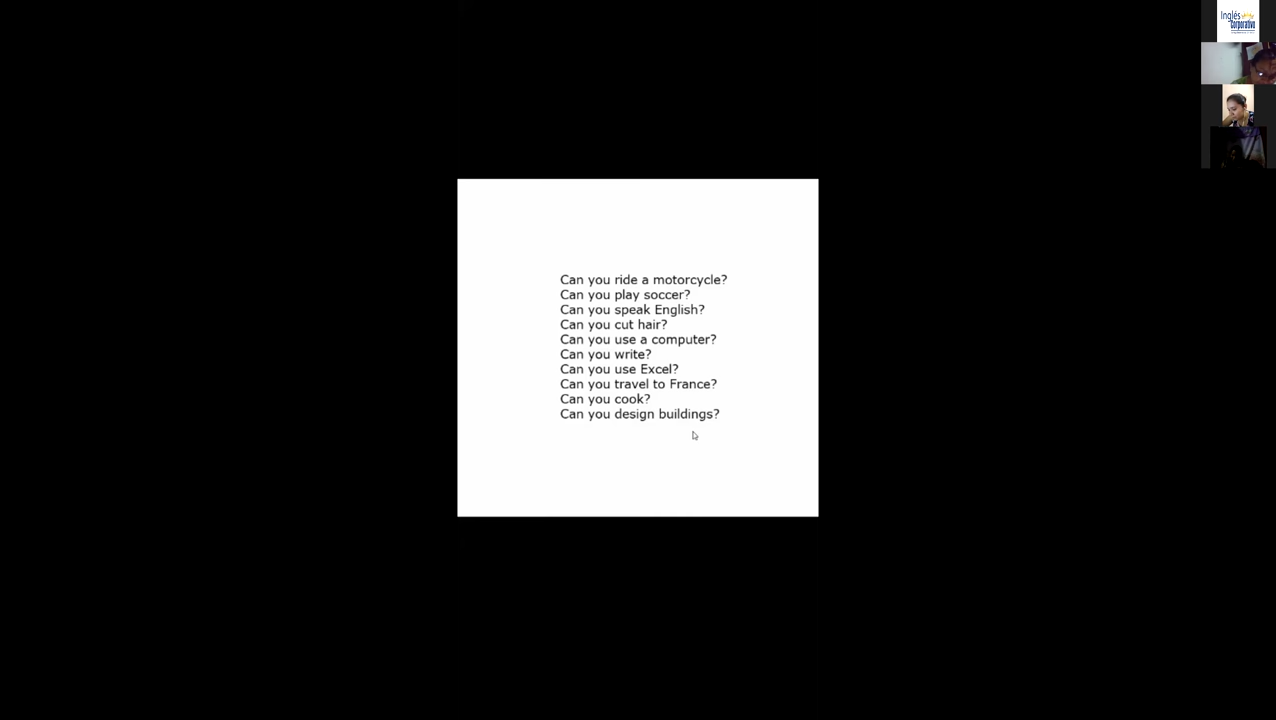 Inglés
Corporativo
Can you ride a motorcycle?
Can you play soccer?
Can you speak English?
Can you cut hair?
Can you use a computer?
Can you write?
Can you use Excel?
Can you travel to France?
Can you cook?
Can you design buildings?